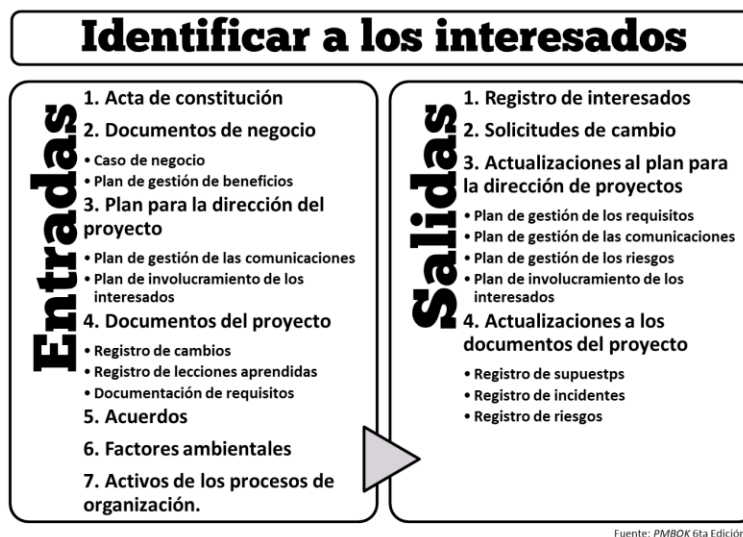 Identificar a los interesados
Entradas
1. Acta de constitución
2. Documentos de negocio
• Caso de negocio
• Plan de gestión de beneficios
3. Plan para la dirección del
proyecto
• Plan de gestión de las comunicaciones
• Plan de involucramiento de los
interesados
4. Documentos del proyecto
• Registro de cambios
• Registro de lecciones aprendidas
• Documentación de requisitos
5. Acuerdos
6. Factores ambientales
7. Activos de los procesos de
organización.
Salidas
1. Registro de interesados
2. Solicitudes de cambio
3. Actualizaciones al plan para
la dirección de proyectos
• Plan de gestión de los requisitos
• Plan de gestión de las comunicaciones
• Plan de gestión de los riesgos
• Plan de involucramiento de los
interesados
4. Actualizaciones a los
documentos del proyecto
• Registro de supuestps
• Registro de incidentes
• Registro de riesgos
Fuente: PMBOK 6ta Edición